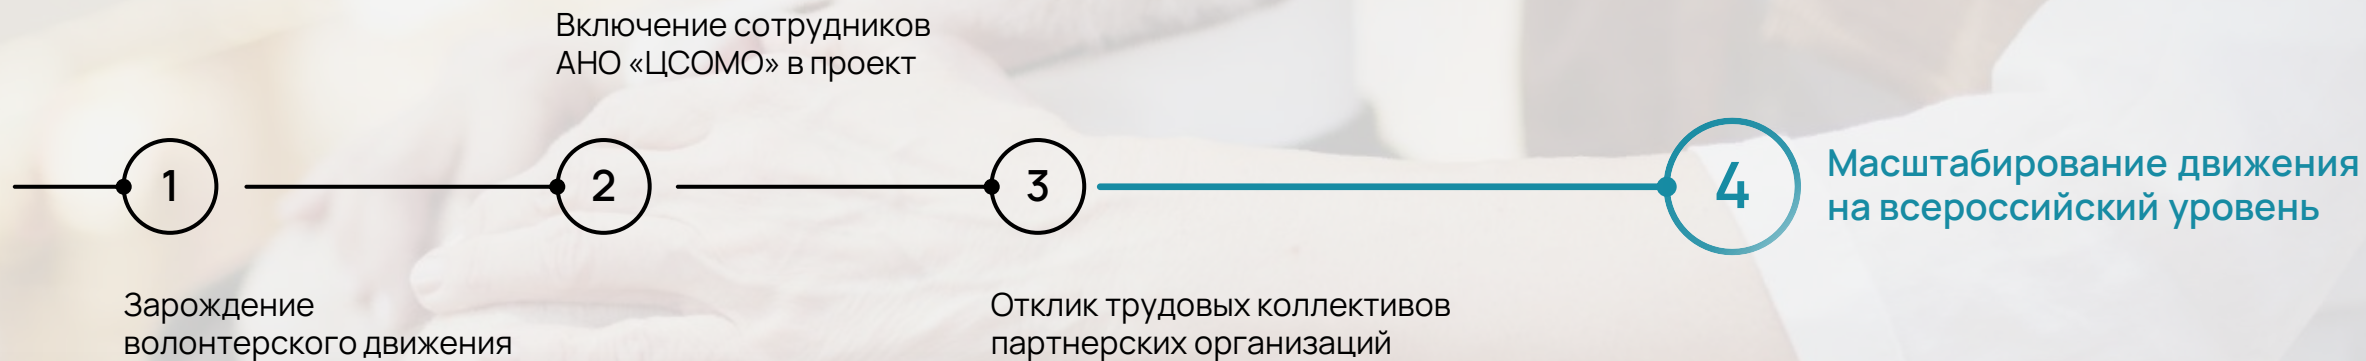 Включение сотрудников
АНО «ЦСОМО» в проект
1
2
3
4
Масштабирование движения
на всероссийский уровень
Зарождение
волонтерского движения
Отклик трудовых коллективов
партнерских организаций